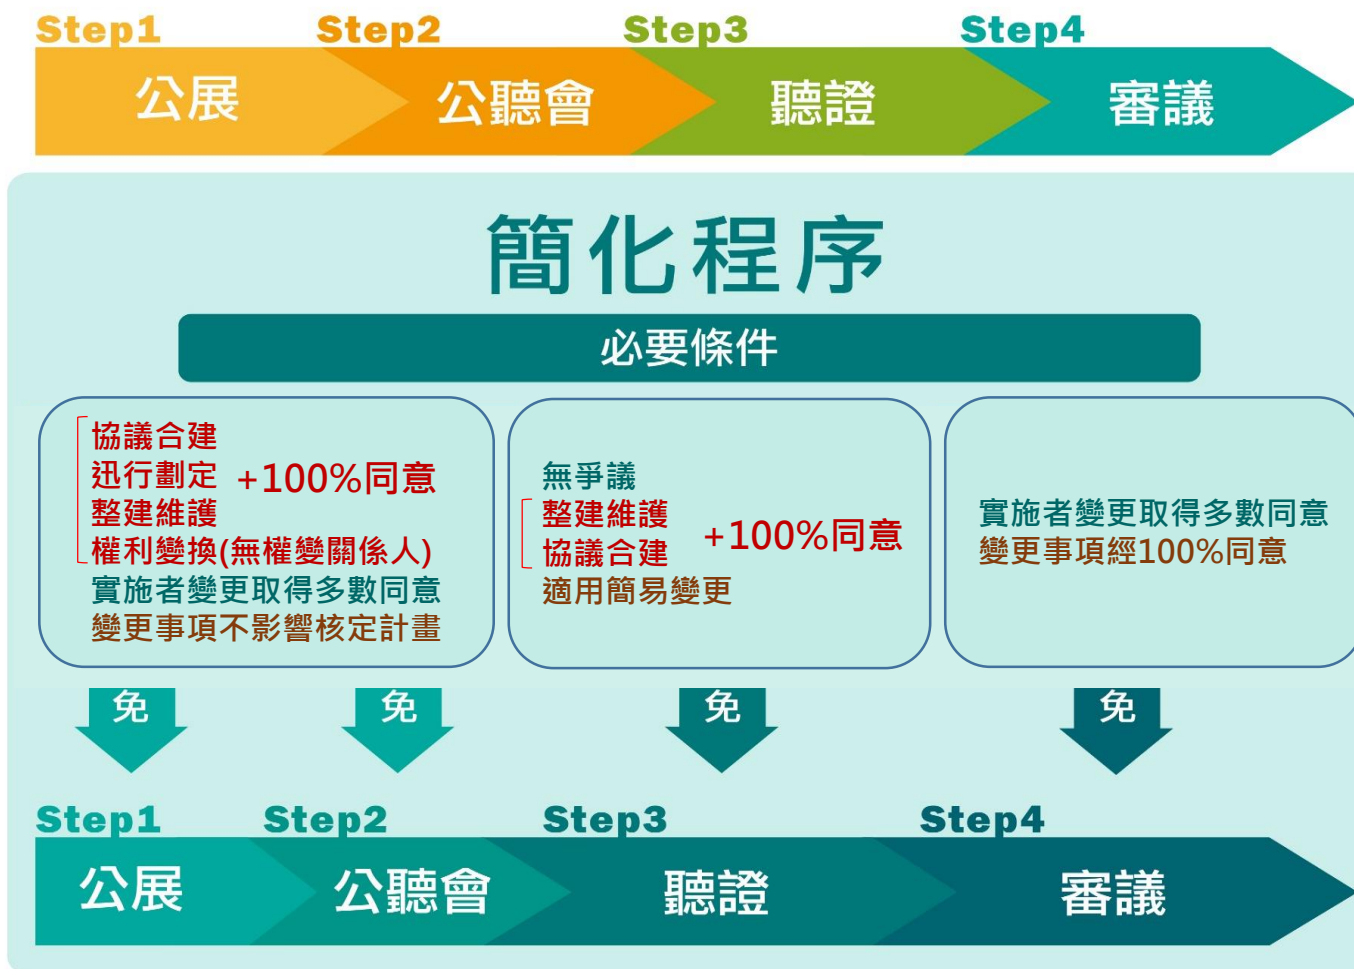 Step1
Step2
Step3
Step4
公展
公聽會
聽證
審議
簡化程序
必要條件
協議合建
迅行劃定
整建維護
權利變換(無權變關係人)
+100%同意
實施者變更取得多數同意
變更事項不影響核定計畫
無爭議
整建維護
協議合建
+100%同意
適用簡易變更
實施者變更取得多數同意
變更事項經100%同意
免
免
免
免
Step1
Step2
Step3
Step4
公展
公聽會
聽證
審議